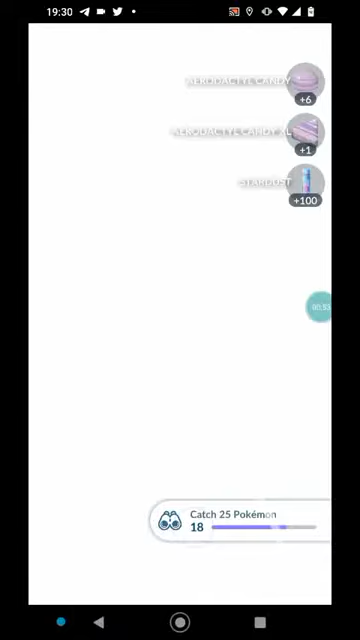 19:30
AERODACTYL CANDY
+6
AERODACTYL CANDY XL
+1
STARDUST
+100
Catch 25 Pokémon
18